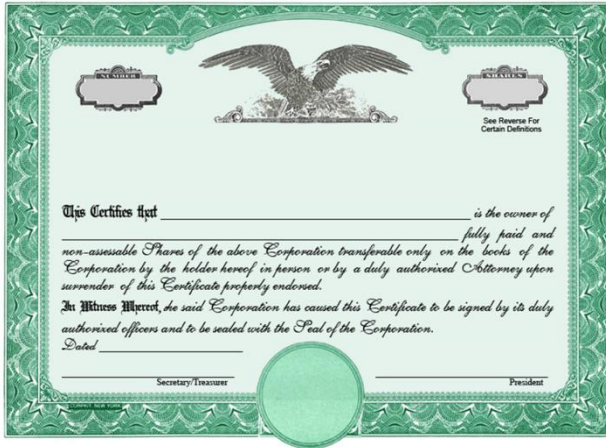 NUMBER
SHARES
See Reverse For
Certain Definitions
This Certifies that is the owner of
fully paid and
non-assessable Shares of the above Corporation transferable only on the books of the
Corporation by the holder hereof in person or by a duly authorized Attorney upon
surrender of this Certificate properly endorsed.
In Witness Whereof, the said Corporation has caused this Certificate to be signed by its duly
authorized officers and to be sealed with the Seal of the Corporation.
Dated
Secretary/Treasurer
President